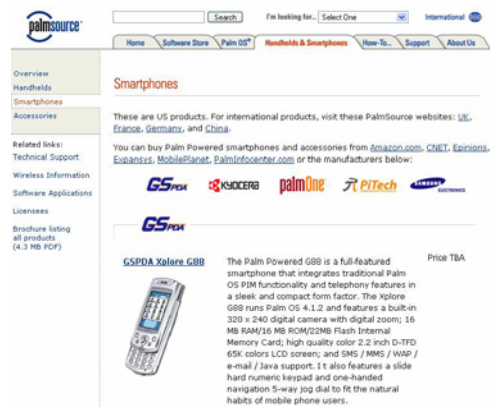 palmsource
Search
I'm looking for... Select One
International
Home
Software Store
Palm OS®
Handhelds & Smartphones
How-To...
Support
About Us
Overview
Handhelds
Smartphones
Accessories
Related links:
Technical Support
Wireless Information
Software Applications
Licensees
Brochure listing
all products
(4.3 MB PDF)
Smartphones
These are US products. For international products, visit these PalmSource websites: UK,
France, Germany, and China.
You can buy Palm Powered smartphones and accessories from Amazon.com, CNET, Epinions,
Expansys, MobilePlanet, PalmInfocenter.com or the manufacturers below:
GSPDA
KYOCERA
palmOne
PiTech
SAMSUNG
ELECTRONICS
GSPDA
GSPDA Xplore G88
The Palm Powered G88 is a full-featured
smartphone that integrates traditional Palm
OS PIM functionality and telephony features in
a sleek and compact form factor. The Xplore
G88 runs Palm OS 4.1.2 and features a built-in
320 x 240 digital camera with digital zoom; 16
MB RAM/16 MB ROM/22MB Flash Internal
Memory Card; high quality color 2.2 inch D-TFD
65K colors LCD screen; and SMS / MMS / WAP /
e-mail / Java support. I t also features a slide
hard numeric keypad and one-handed
navigation 5-way jog dial to fit the natural
habits of mobile phone users.
Price TBA